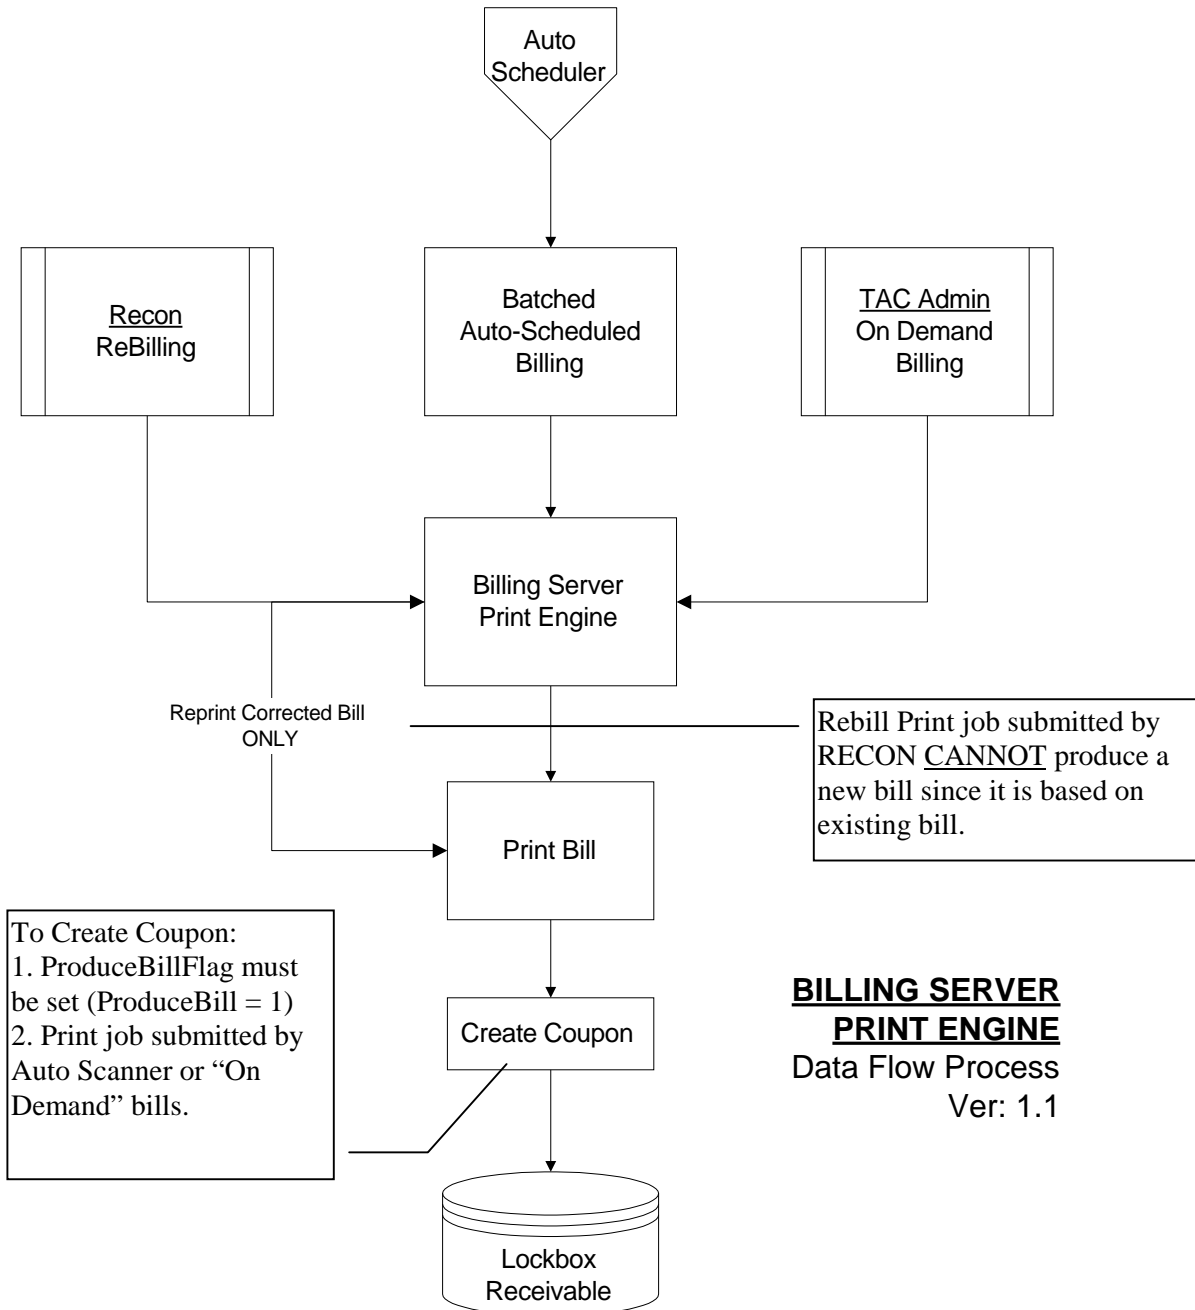 Auto
Scheduler
Recon
ReBilling
Batched
Auto-Scheduled
Billing
TAC Admin
On Demand
Billing
Billing Server
Print Engine
Reprint Corrected Bill
ONLY
Rebill Print job submitted by
RECON CANNOT produce a
new bill since it is based on
existing bill.
Print Bill
To Create Coupon:
1. ProduceBillFlag must
be set (ProduceBill = 1)
2. Print job submitted by
Auto Scanner or “On
Demand” bills.
Create Coupon
BILLING SERVER
PRINT ENGINE
Data Flow Process
Ver: 1.1
Lockbox
Receivable